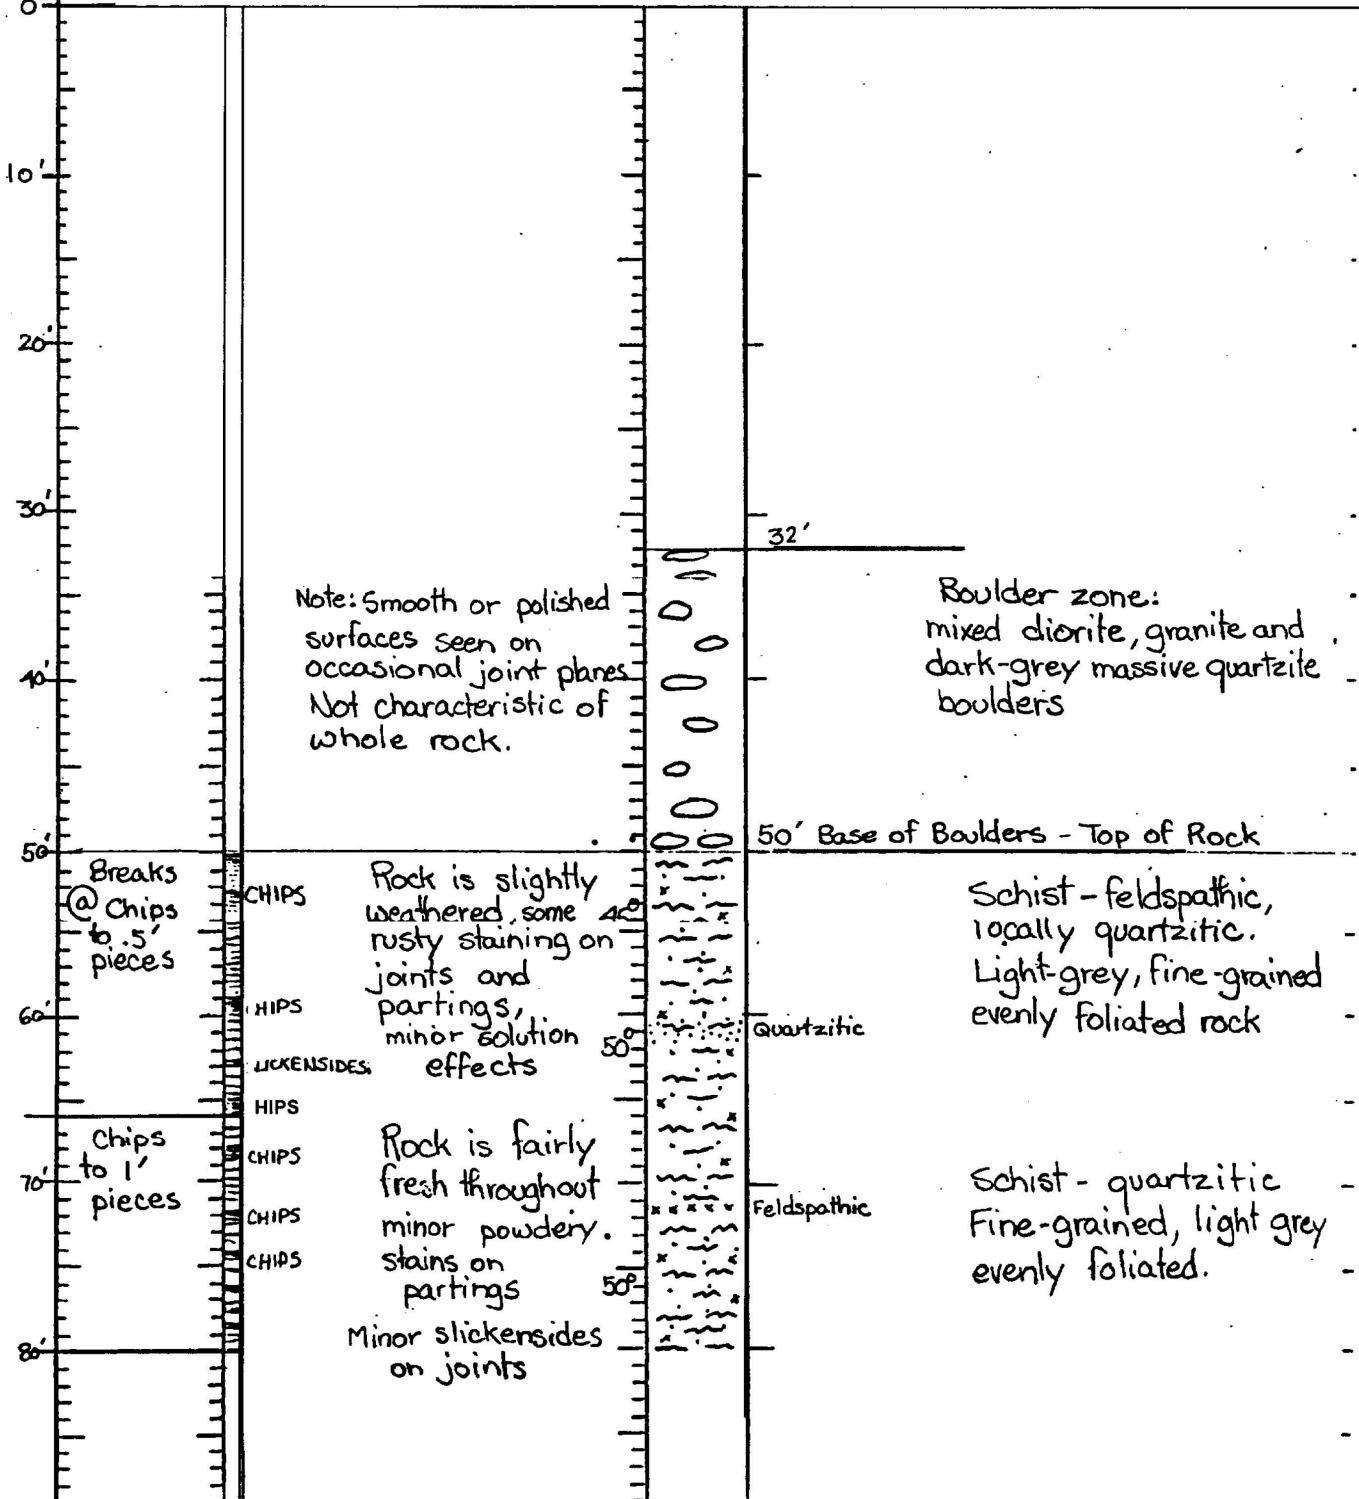 0
10'
20'
30'
40'
50'
60'
70'
80'
Breaks
@ Chips
to .5'
pieces
Chips
to 1'
pieces
CHIPS
HIPS
LICKENSIDES
HIPS
CHIPS
CHIPS
CHIPS
Note: Smooth or polished
surfaces seen on
occasional joint planes
Not characteristic of
whole rock.
Rock is slightly
weathered, some
rusty staining on
joints and
partings,
minor solution
effects
Rock is fairly
fresh throughout
minor powdery.
stains on
partings
Minor slickensides
on joints
40°
50°
50°
32'
Boulder zone:
mixed diorite, granite and
dark-grey massive quartzite
boulders
50' Base of Boulders - Top of Rock
Schist - feldspathic,
locally quartzitic.
Light-grey, fine-grained
evenly foliated rock
Quartzitic
Feldspathic
Schist - quartzitic
Fine-grained, light grey
evenly foliated.